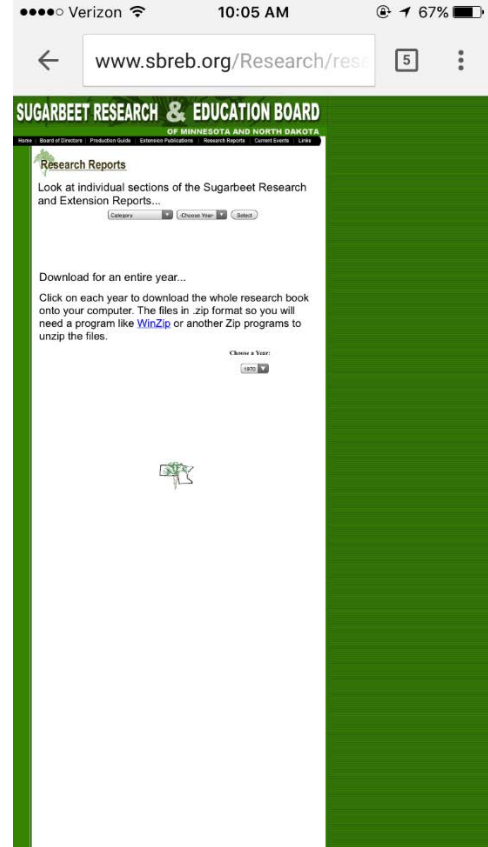 Verizon 10:05 AM 67%
www.sbreb.org/Research/rese 5
SUGARBEET RESEARCH & EDUCATION BOARD
OF MINNESOTA AND NORTH DAKOTA
Home | Board of Directors | Production Guide | Extension Publications | Research Reports | Current Events | Links
Research Reports
Look at individual sections of the Sugarbeet Research
and Extension Reports...
Category -Choose Year- Select
Download for an entire year...
Click on each year to download the whole research book
onto your computer. The files in .zip format so you will
need a program like WinZip or another Zip programs to
unzip the files.
Choose a Year:
1970